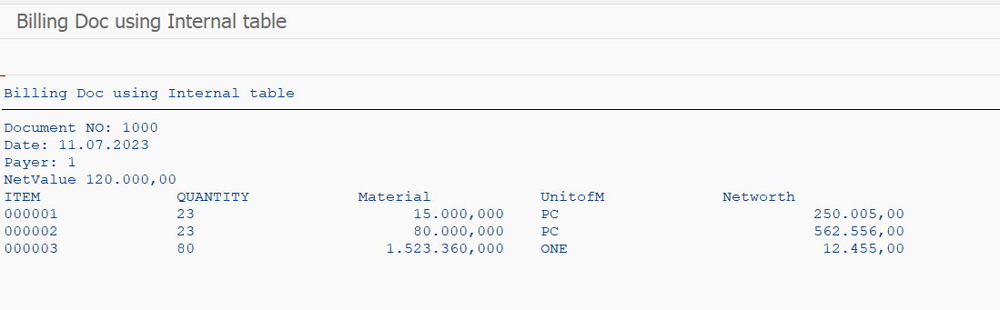 Billing Doc using Internal table
Billing Doc using Internal table
Document NO: 1000
Date: 11.07.2023
Payer: 1
NetValue 120.000,00
ITEM QUANTITY Material UnitofM Networth
000001 23 15.000,000 PC 250.005,00
000002 23 80.000,000 PC 562.556,00
000003 80 1.523.360,000 ONE 12.455,00